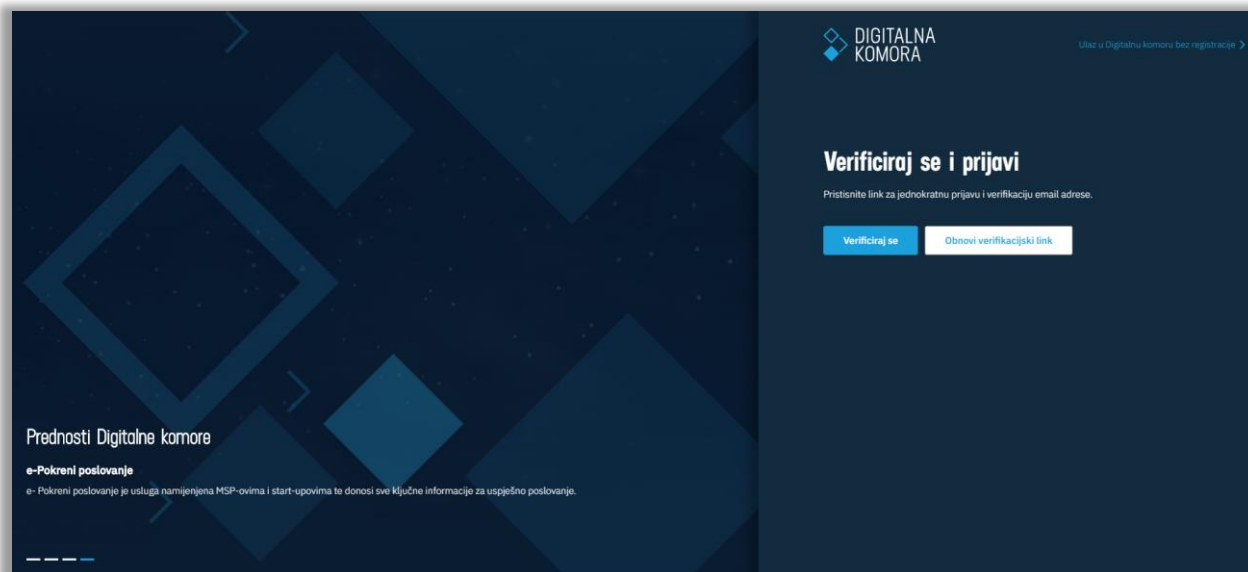 DIGITALNA
KOMORA
Ulaz u Digitalnu komoru bez registracije
Verificiraj se i prijavi
Pristisnite link za jednokratnu prijavu i verifikaciju email adrese.
Verificiraj se
Obnovi verifikacijski link
Prednosti Digitalne komore
e-Pokreni poslovanje
e- Pokreni poslovanje je usluga namijenjena MSP-ovima i start-upovima te donosi sve ključne informacije za uspješno poslovanje.